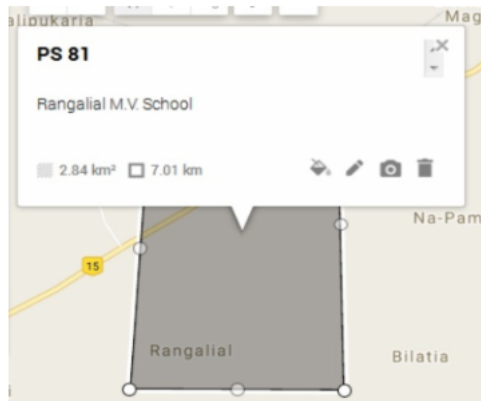 alipukaria
Mag
PS 81
Rangalial M.V. School
2.84 km² 7.01 km
Na-Pam
15
Rangalial
Bilatia